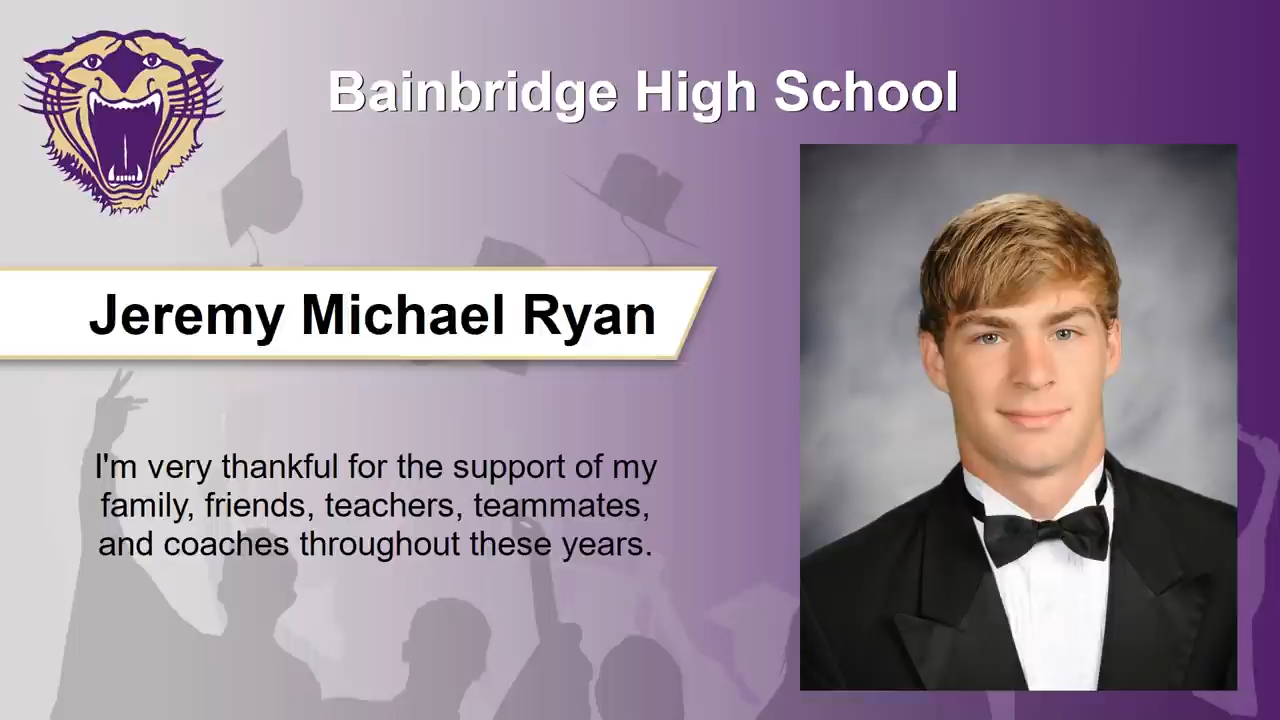 Bainbridge High School
Jeremy Michael Ryan
I'm very thankful for the support of my
family, friends, teachers, teammates,
and coaches throughout these years.